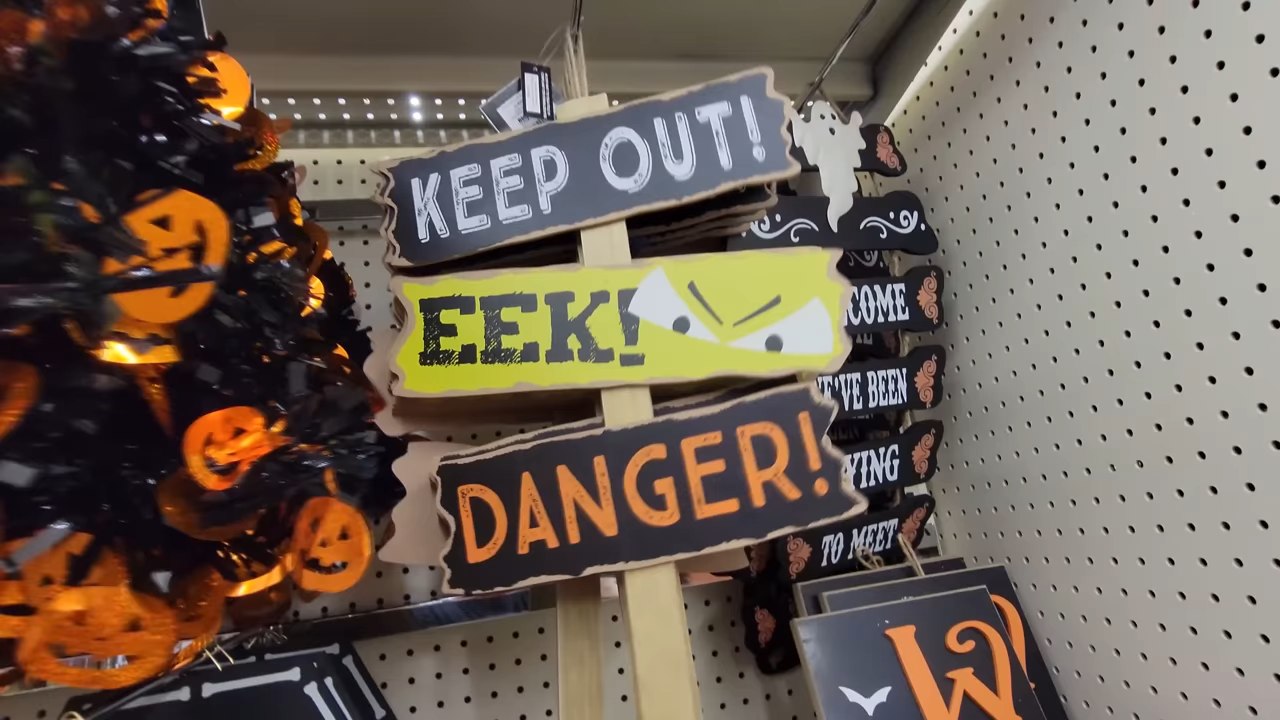 KEEP OUT!
EEK!
DANGER!
COME
E'VE BEEN
YING
TO MEET
W